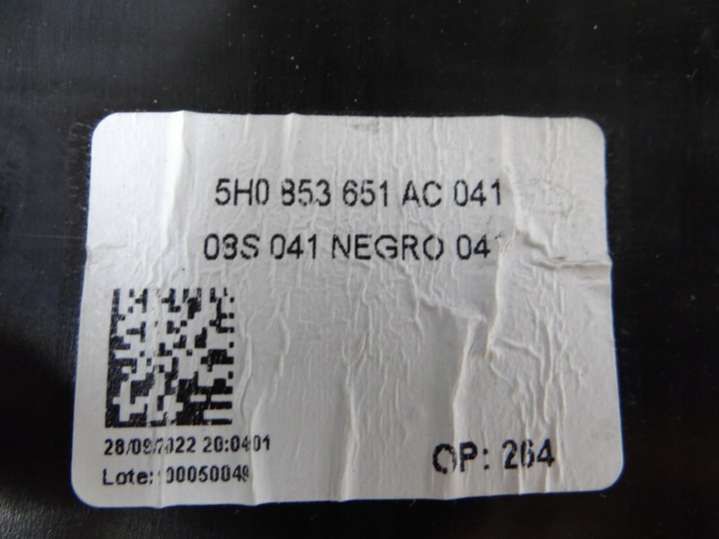 5H0 853 651 AC 041
03S 041 NEGRO 041
28/09/2022 20:04:01
Lote: 00050049
OP: 264